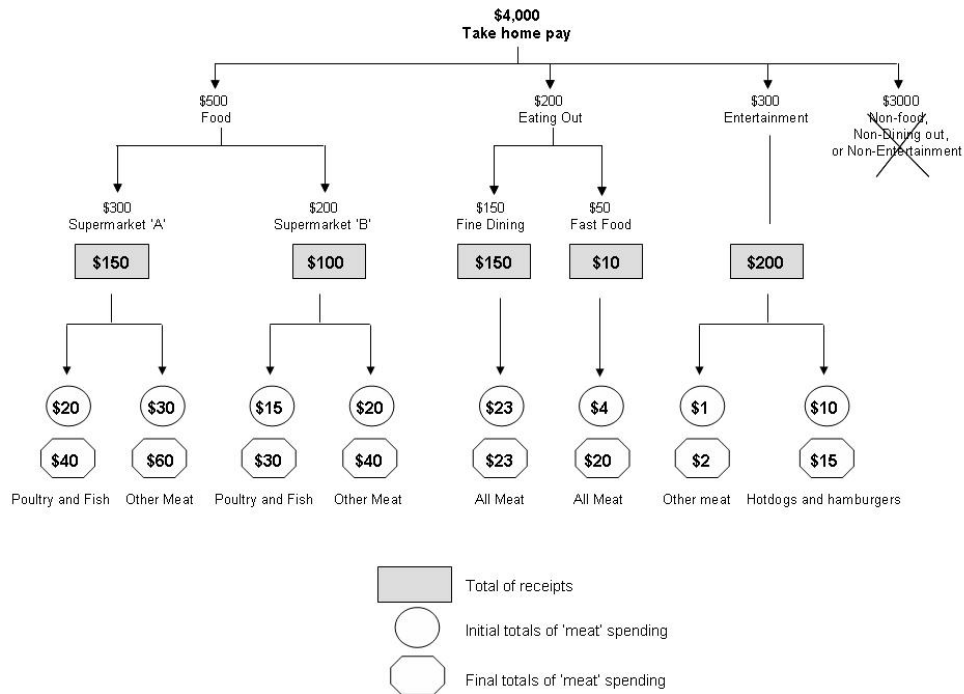 $4,000
Take home pay
$500
Food
$200
Eating Out
$300
Entertainment
$3000
Non-food,
Non-Dining out,
or Non-Entertainment
$300
Supermarket 'A'
$200
Supermarket 'B'
$150
Fine Dining
$50
Fast Food
$150
$100
$150
$10
$200
$20
$30
$15
$20
$23
$4
$1
$10
$40
$60
$30
$40
$23
$20
$2
$15
Poultry and Fish
Other Meat
Poultry and Fish
Other Meat
All Meat
All Meat
Other meat
Hotdogs and hamburgers
Total of receipts
Initial totals of 'meat' spending
Final totals of 'meat' spending